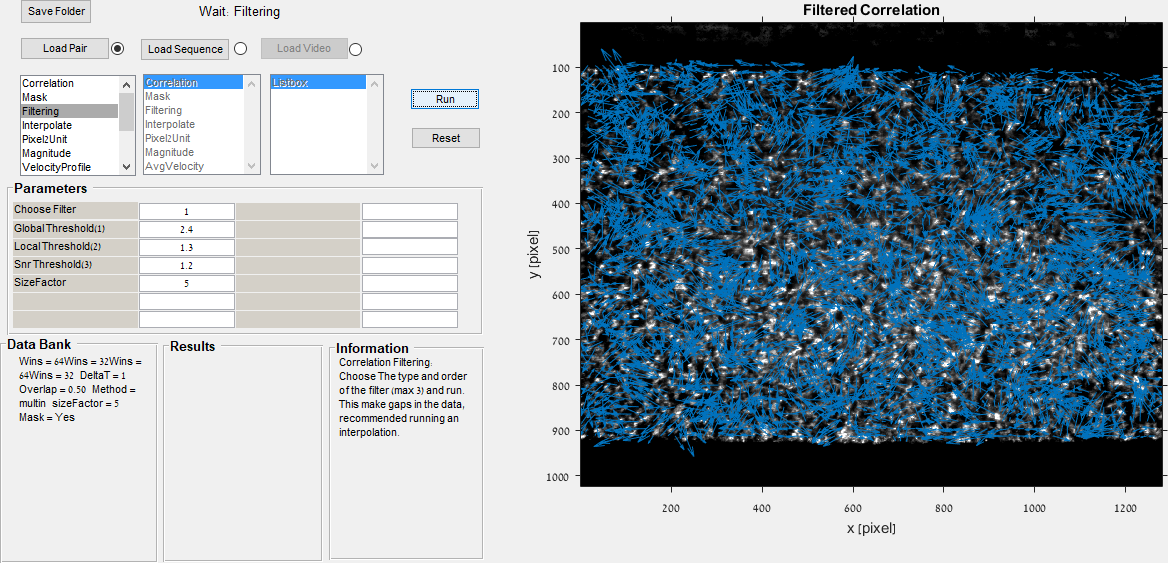 Save Folder
Wait: Filtering
Load Pair
Load Sequence
Load Video
Correlation
Mask
Filtering
Interpolate
Pixel2Unit
Magnitude
VelocityProfile
Correlation
Mask
Filtering
Interpolate
Pixel2Unit
Magnitude
AvgVelocity
Listbox
Run
Reset
Parameters
Choose Filter
1
Global Threshold(1)
2.4
Local Threshold(2)
1.3
Snr Threshold(3)
1.2
SizeFactor
5
Data Bank
Wins = 64Wins = 32Wins =
64Wins = 32 DeltaT = 1
Overlap = 0.50 Method =
multin sizeFactor = 5
Mask = Yes
Results
Information
Correlation Filtering:
Choose The type and order
of the filter (max 3) and run.
This make gaps in the data,
recommended running an
interpolation.
Filtered Correlation
y [pixel]
100
200
300
400
500
600
700
800
900
1000
200
400
600
800
1000
1200
x [pixel]